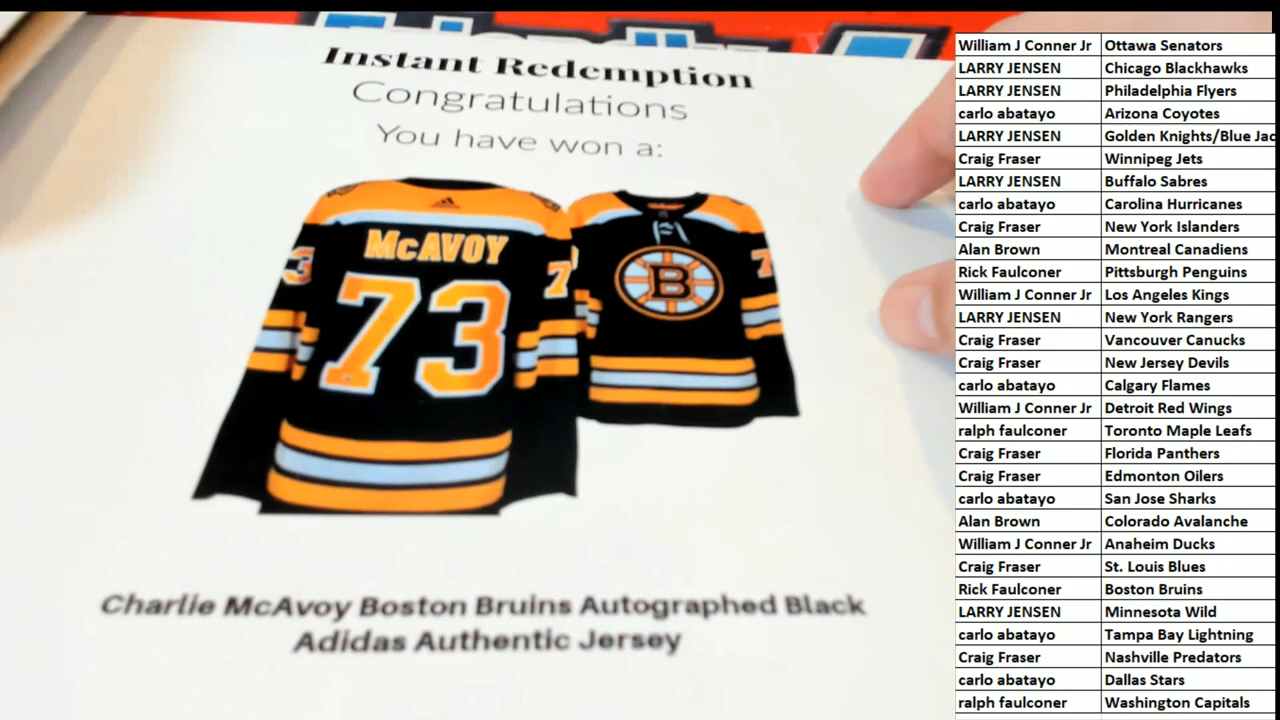 Instant Redemption
Congratulations
You have won a:
McAVOY
73
3
7
B
7
Charlie McAvoy Boston Bruins Autographed Black
Adidas Authentic Jersey
William J Conner Jr Ottawa Senators
LARRY JENSEN Chicago Blackhawks
LARRY JENSEN Philadelphia Flyers
carlo abatayo Arizona Coyotes
LARRY JENSEN Golden Knights/Blue Jac
Craig Fraser Winnipeg Jets
LARRY JENSEN Buffalo Sabres
carlo abatayo Carolina Hurricanes
Craig Fraser New York Islanders
Alan Brown Montreal Canadiens
Rick Faulconer Pittsburgh Penguins
William J Conner Jr Los Angeles Kings
LARRY JENSEN New York Rangers
Craig Fraser Vancouver Canucks
Craig Fraser New Jersey Devils
carlo abatayo Calgary Flames
William J Conner Jr Detroit Red Wings
ralph faulconer Toronto Maple Leafs
Craig Fraser Florida Panthers
Craig Fraser Edmonton Oilers
carlo abatayo San Jose Sharks
Alan Brown Colorado Avalanche
William J Conner Jr Anaheim Ducks
Craig Fraser St. Louis Blues
Rick Faulconer Boston Bruins
LARRY JENSEN Minnesota Wild
carlo abatayo Tampa Bay Lightning
Craig Fraser Nashville Predators
carlo abatayo Dallas Stars
ralph faulconer Washington Capitals